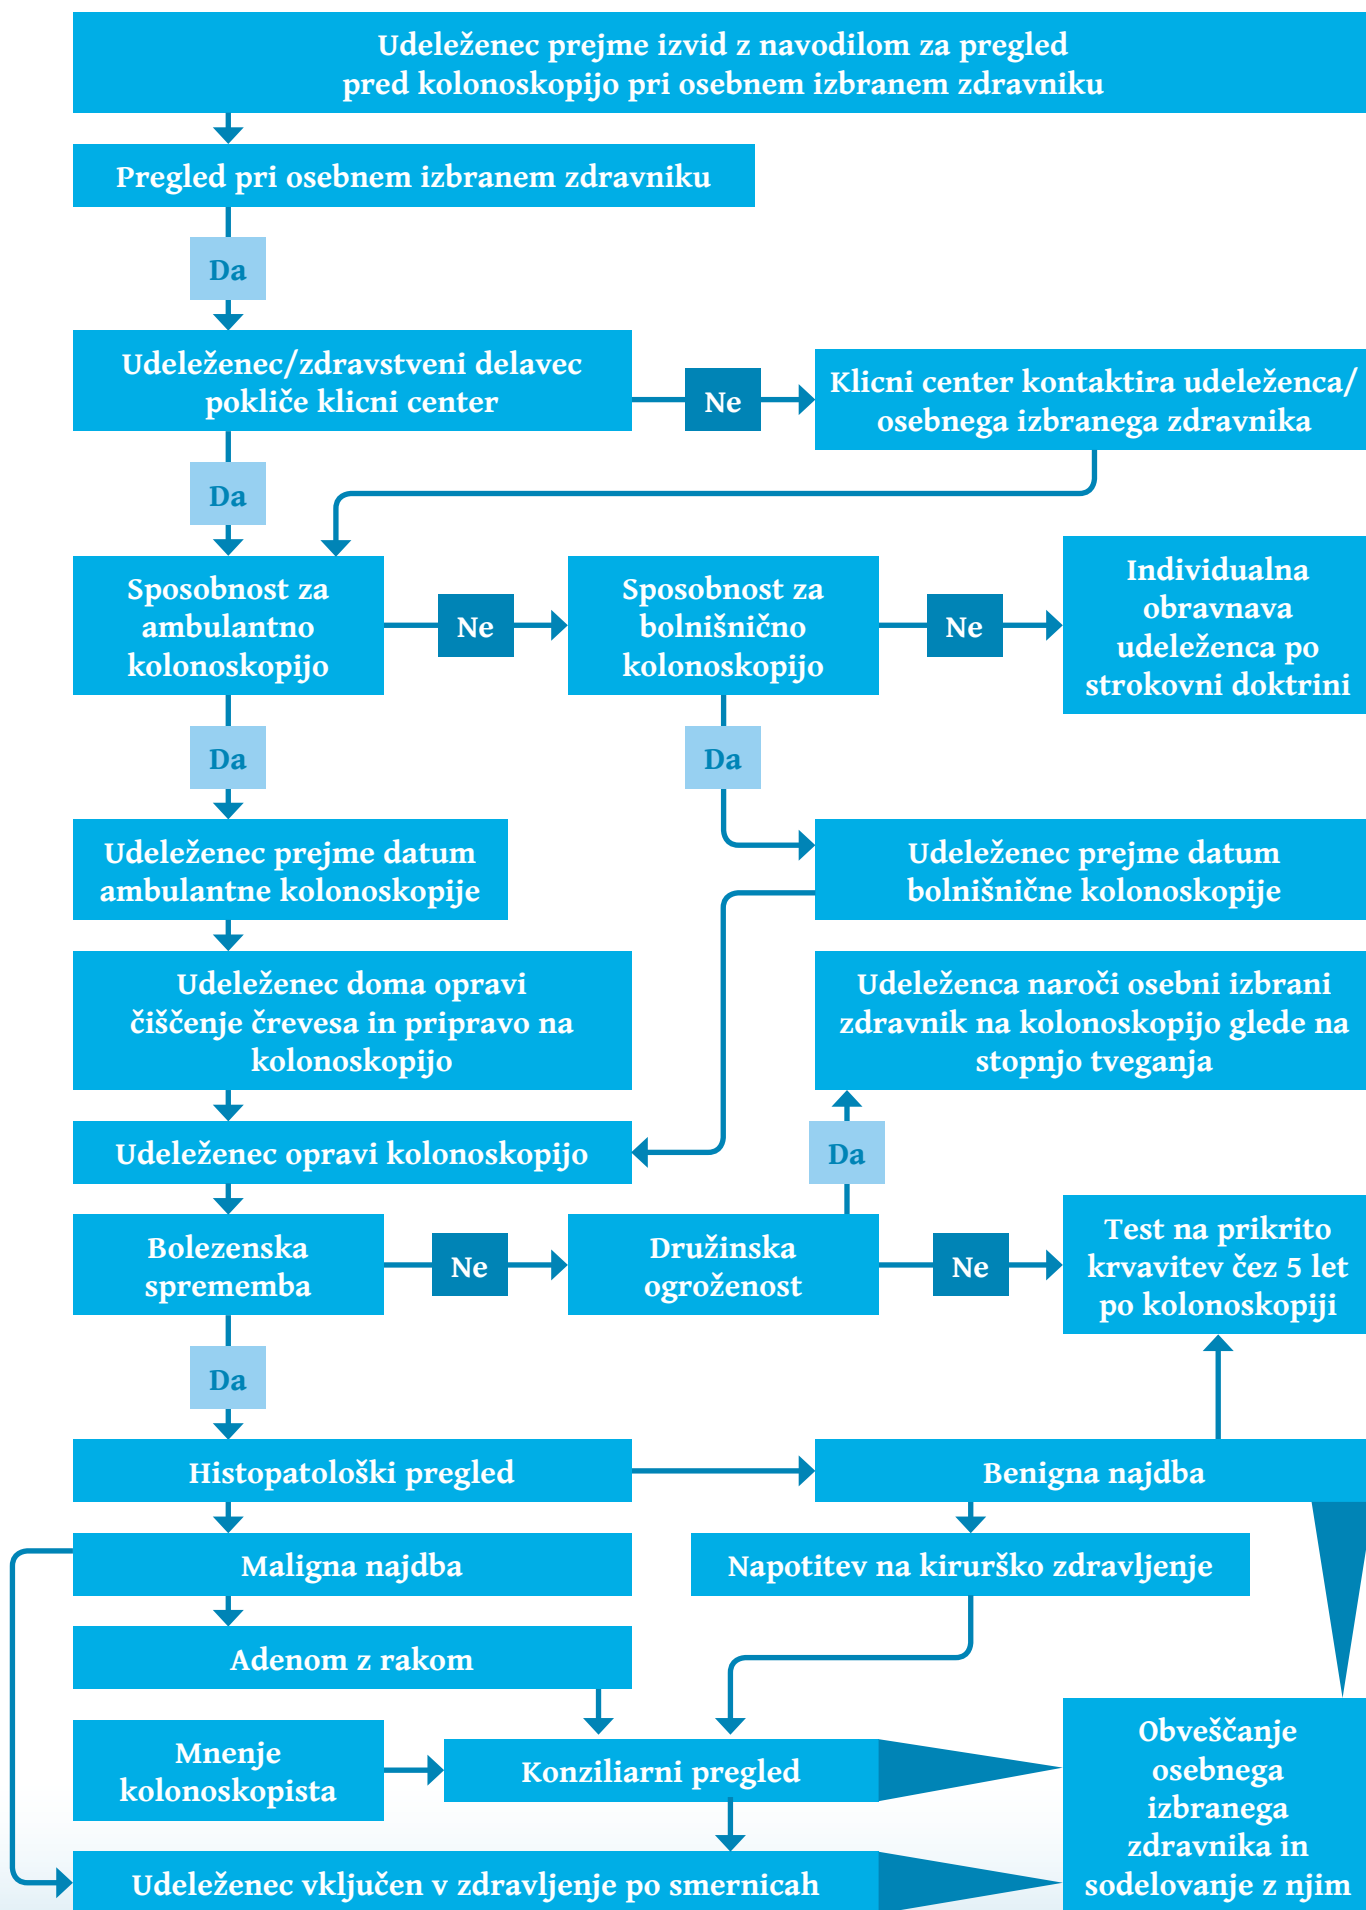 Udeleženec prejme izvid z navodilom za pregled
pred kolonoskopijo pri osebnem izbranem zdravniku
Pregled pri osebnem izbranem zdravniku
Da
Udeleženec/zdravstveni delavec
pokliče klicni center
Ne
Klicni center kontaktira udeleženca/
osebnega izbranega zdravnika
Da
Sposobnost za
ambulantno
kolonoskopijo
Ne
Sposobnost za
bolnišnično
kolonoskopijo
Ne
Individualna
obravnava
udeleženca po
strokovni doktrini
Da
Da
Udeleženec prejme datum
ambulantne kolonoskopije
Udeleženec prejme datum
bolnišnične kolonoskopije
Udeleženec doma opravi
čiščenje črevesa in pripravo na
kolonoskopijo
Udeleženca naroči osebni izbrani
zdravnik na kolonoskopijo glede na
stopnjo tveganja
Udeleženec opravi kolonoskopijo
Da
Bolezenska
sprememba
Ne
Družinska
ogroženost
Ne
Test na prikrito
krvavitev čez 5 let
po kolonoskopiji
Da
Histopatološki pregled
Benigna najdba
Maligna najdba
Napotitev na kirurško zdravljenje
Adenom z rakom
Mnenje
kolonoskopista
Konziliarni pregled
Obveščanje
osebnega
izbranega
zdravnika in
sodelovanje z njim
Udeleženec vključen v zdravljenje po smernicah